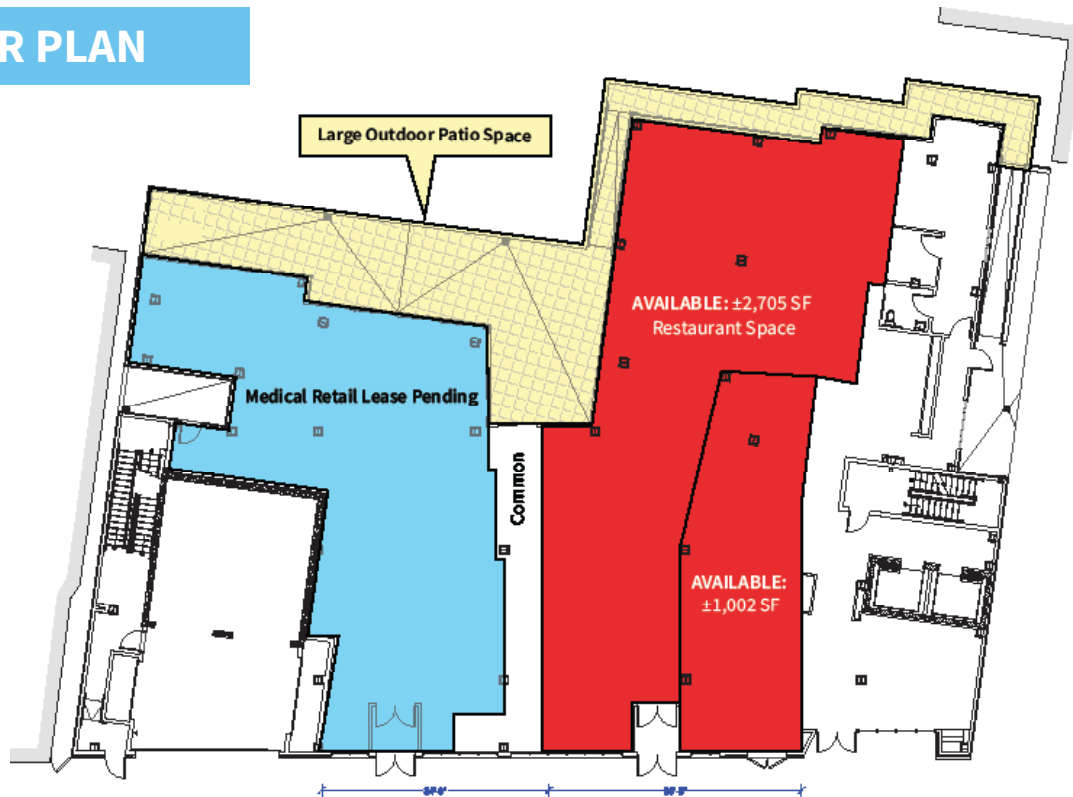 R PLAN
Large Outdoor Patio Space
AVAILABLE: ±2,705 SF
Restaurant Space
Medical Retail Lease Pending
Common
AVAILABLE:
±1,002 SF